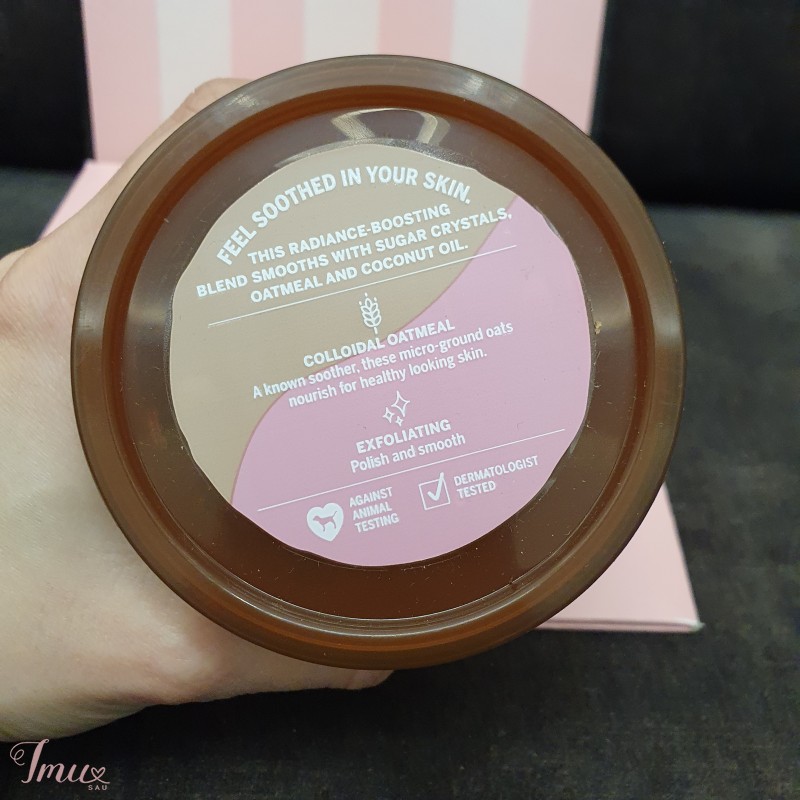 FEEL SOOTHED IN YOUR SKIN.
THIS RADIANCE-BOOSTING
BLEND SMOOTHS WITH SUGAR CRYSTALS,
OATMEAL AND COCONUT OIL.
COLLOIDAL OATMEAL
A known soother, these micro-ground oats
nourish for healthy looking skin.
EXFOLIATING
Polish and smooth
AGAINST
ANIMAL
TESTING
DERMATOLOGIST
TESTED
Imu
SAU